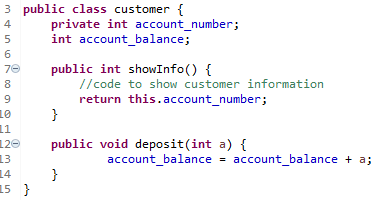 3 public class customer {
4     private int account_number;
5     int account_balance;
6
7     public int showInfo() {
8         //code to show customer information
9         return this.account_number;
10     }
11
12     public void deposit(int a) {
13             account_balance = account_balance + a;
14     }
15 }